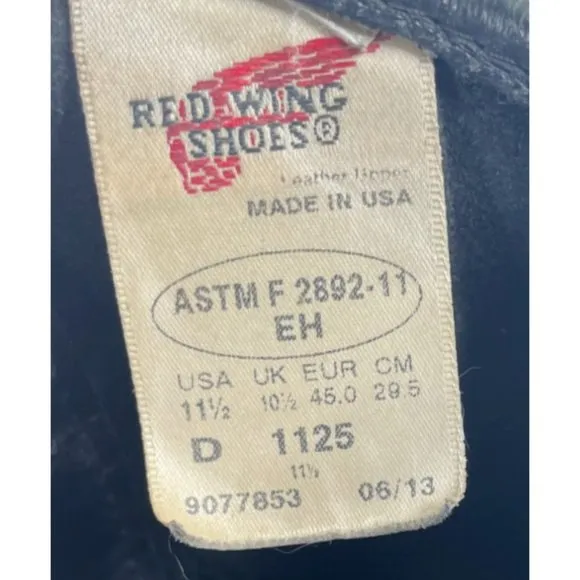 RED WING
SHOES®
Leather Upper
MADE IN USA
ASTM F 2892-11
EH
USA UK EUR CM
11½ 10½ 45.0 29.5
D 1125
11½
9077853 06/13